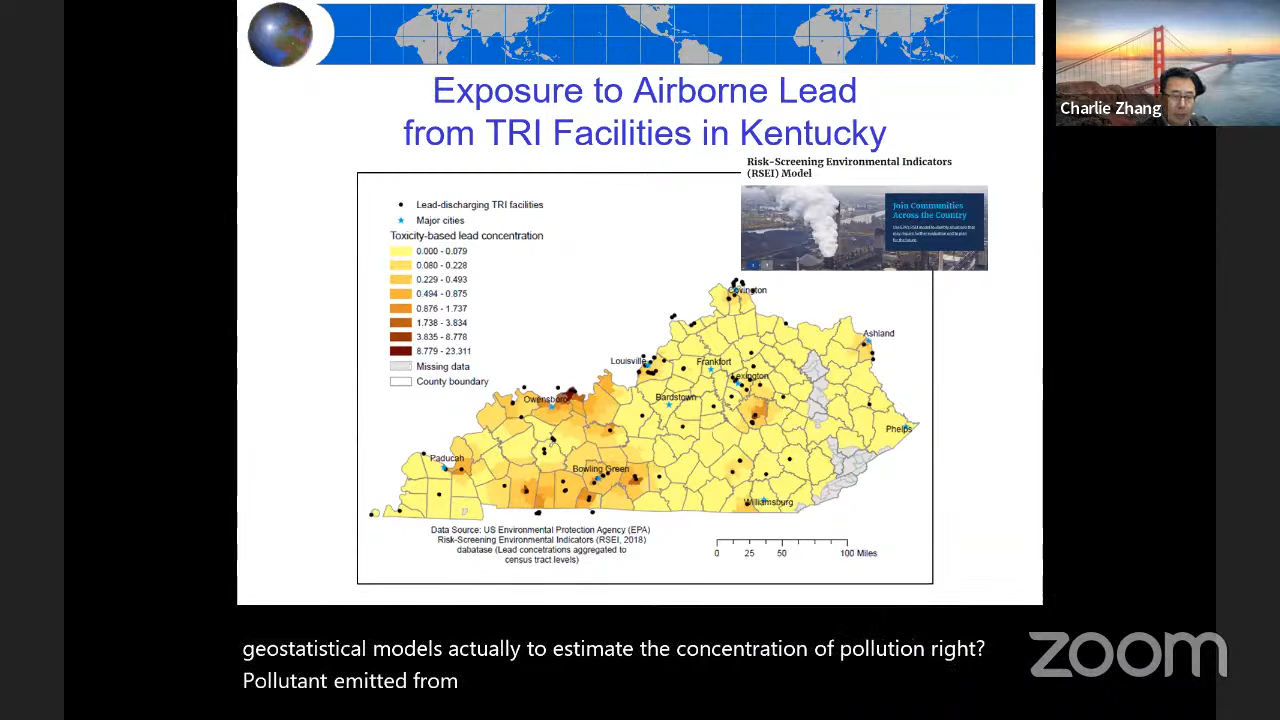 Exposure to Airborne Lead
from TRI Facilities in Kentucky
Charlie Zhang
Risk-Screening Environmental Indicators
(RSEI) Model
Join Communities
Across the Country
Lead-discharging TRI facilities
Major cities
Toxicity-based lead concentration
0.000 - 0.079
0.080 - 0.228
0.229 - 0.493
0.494 - 0.875
0.876 - 1.737
1.738 - 3.834
3.835 - 8.778
8.779 - 23.311
Missing data
County boundary
Covington
Ashland
Louisville
Frankfort
Lexington
Owensboro
Bardstown
Phelps
Paducah
Bowling Green
Williamsburg
Data Source: US Environmental Protection Agency (EPA)
Risk-Screening Environmental Indicators (RSEI, 2018)
dabatase (Lead concetrations aggregated to
census tract levels)
0 25 50 100 Miles
geostatistical models actually to estimate the concentration of pollution right?
Pollutant emitted from
zoom